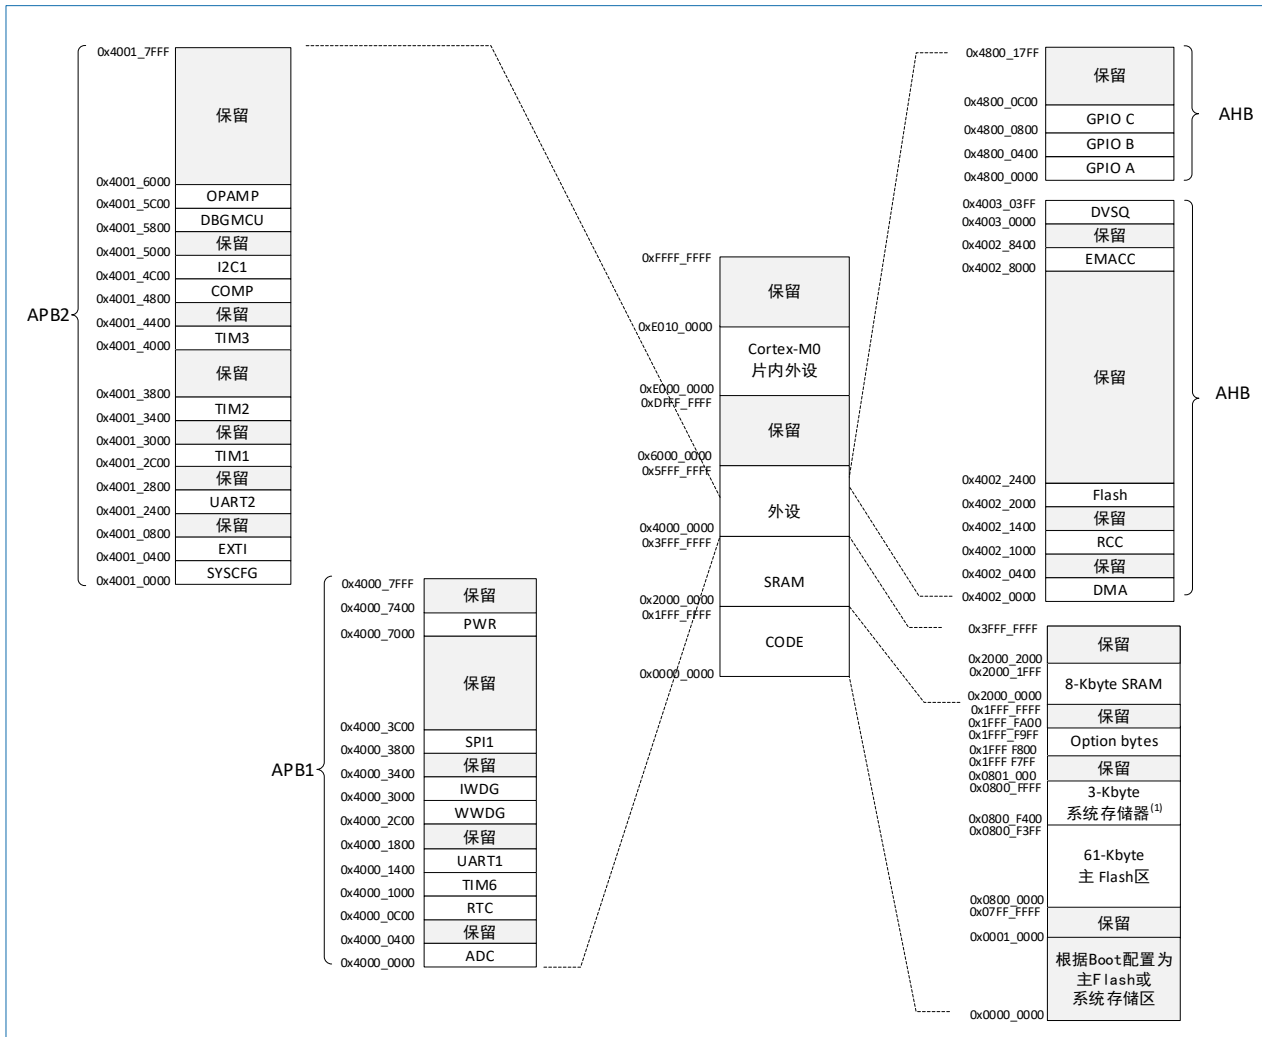 0x4001_7FFF
保留
0x4001_6000
OPAMP
0x4001_5C00
DBGMCU
0x4001_5800
保留
0x4001_5000
I2C1
0x4001_4C00
COMP
0x4001_4800
保留
0x4001_4400
TIM3
0x4001_4000
保留
0x4001_3800
TIM2
0x4001_3400
保留
0x4001_3000
TIM1
0x4001_2C00
保留
0x4001_2800
UART2
0x4001_2400
保留
0x4001_0800
EXTI
0x4001_0400
SYSCFG
0x4001_0000
APB2
0x4000_7FFF
保留
0x4000_7400
PWR
0x4000_7000
保留
0x4000_3C00
SPI1
0x4000_3800
保留
0x4000_3400
IWDG
0x4000_3000
WWDG
0x4000_2C00
保留
0x4000_1800
UART1
0x4000_1400
TIM6
0x4000_1000
RTC
0x4000_0C00
保留
0x4000_0400
ADC
0x4000_0000
APB1
0xFFFF_FFFF
保留
0xE010_0000
Cortex-M0
片内外设
0xE000_0000
0xDFFF_FFFF
保留
0x6000_0000
0x5FFF_FFFF
外设
0x4000_0000
0x3FFF_FFFF
SRAM
0x2000_0000
0x1FFF_FFFF
CODE
0x0000_0000
0x4800_17FF
保留
0x4800_0C00
GPIO C
0x4800_0800
GPIO B
0x4800_0400
GPIO A
0x4800_0000
AHB
0x4003_03FF
DVSQ
0x4003_0000
保留
0x4002_8400
EMACC
0x4002_8000
保留
0x4002_2400
Flash
0x4002_2000
保留
0x4002_1400
RCC
0x4002_1000
保留
0x4002_0400
DMA
0x4002_0000
AHB
0x3FFF_FFFF
保留
0x2000_2000
0x2000_1FFF
8-Kbyte SRAM
0x2000_0000
0x1FFF_FFFF
保留
0x1FFF_FA00
0x1FFF_F9FF
Option bytes
0x1FFF F800
0x1FFF F7FF
保留
0x0801_000
0x0800_FFFF
3-Kbyte
系统存储器(1)
0x0800_F400
0x0800_F3FF
61-Kbyte
主 Flash区
0x0800_0000
0x07FF_FFFF
保留
0x0001_0000
根据Boot配置为
主Flash或
系统存储区
0x0000_0000